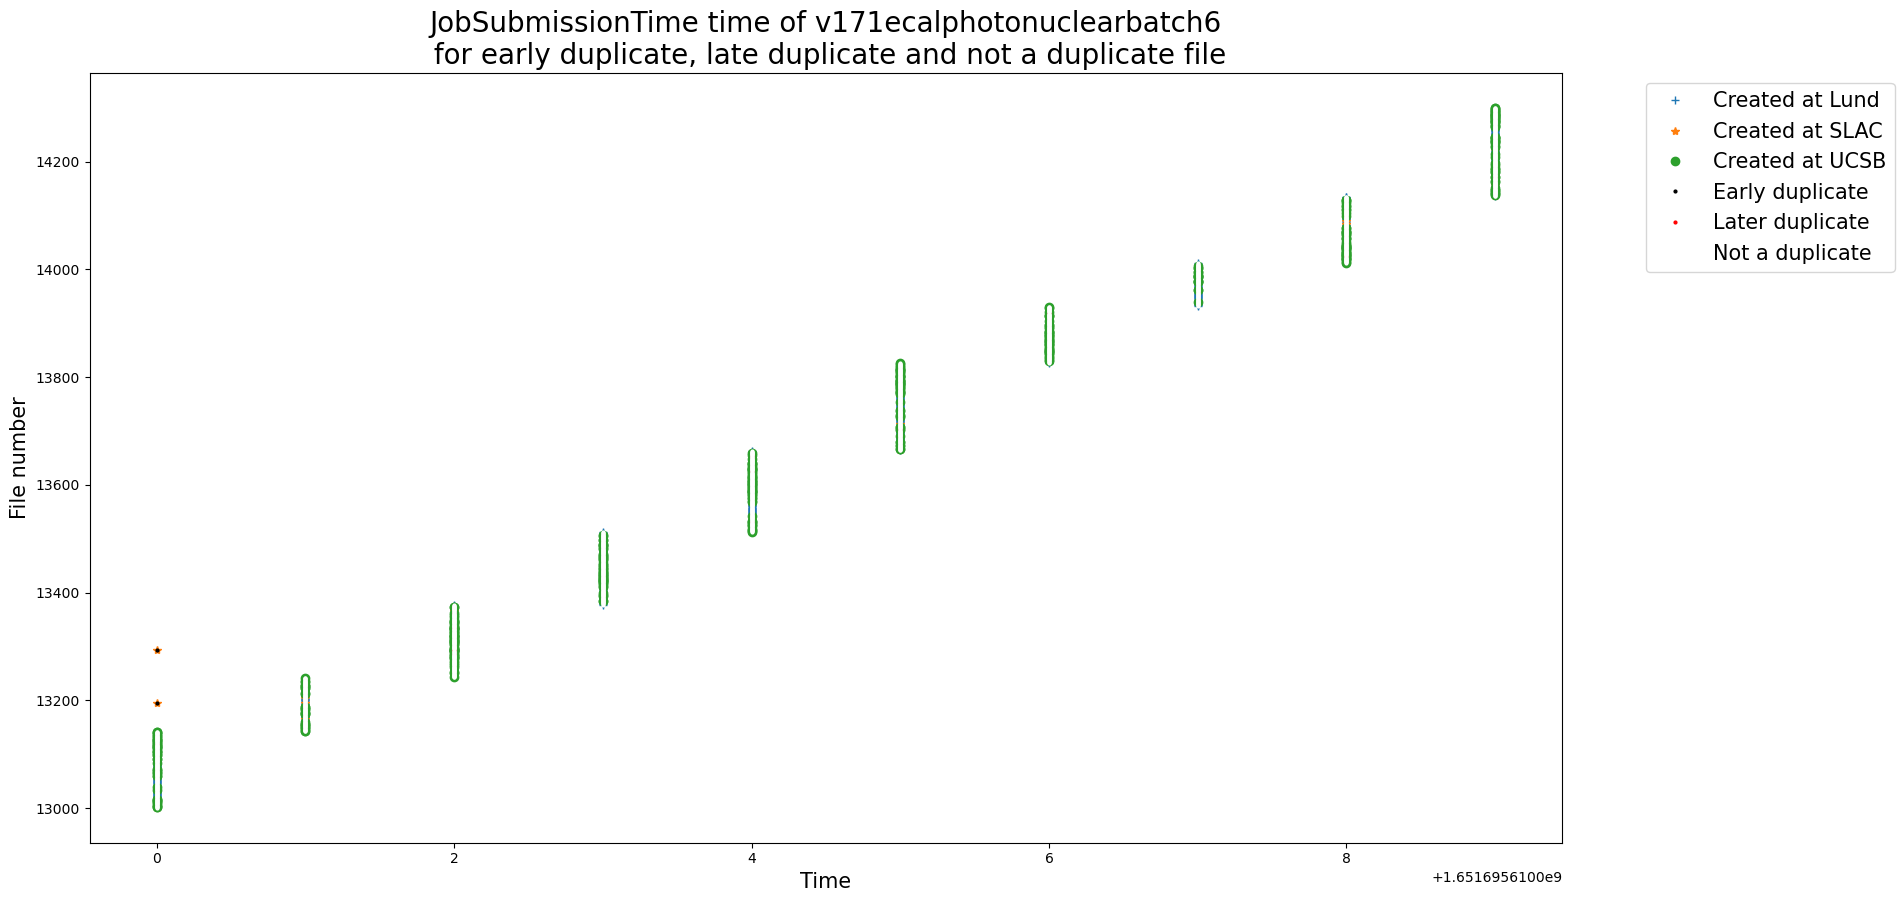 JobSubmissionTime time of v171ecalphotonuclearbatch6
for early duplicate, late duplicate and not a duplicate file
Created at Lund
Created at SLAC
Created at UCSB
Early duplicate
Later duplicate
Not a duplicate
File number
14200
14000
13800
13600
13400
13200
13000
0
2
4
6
8
Time
+1.6516956100e9